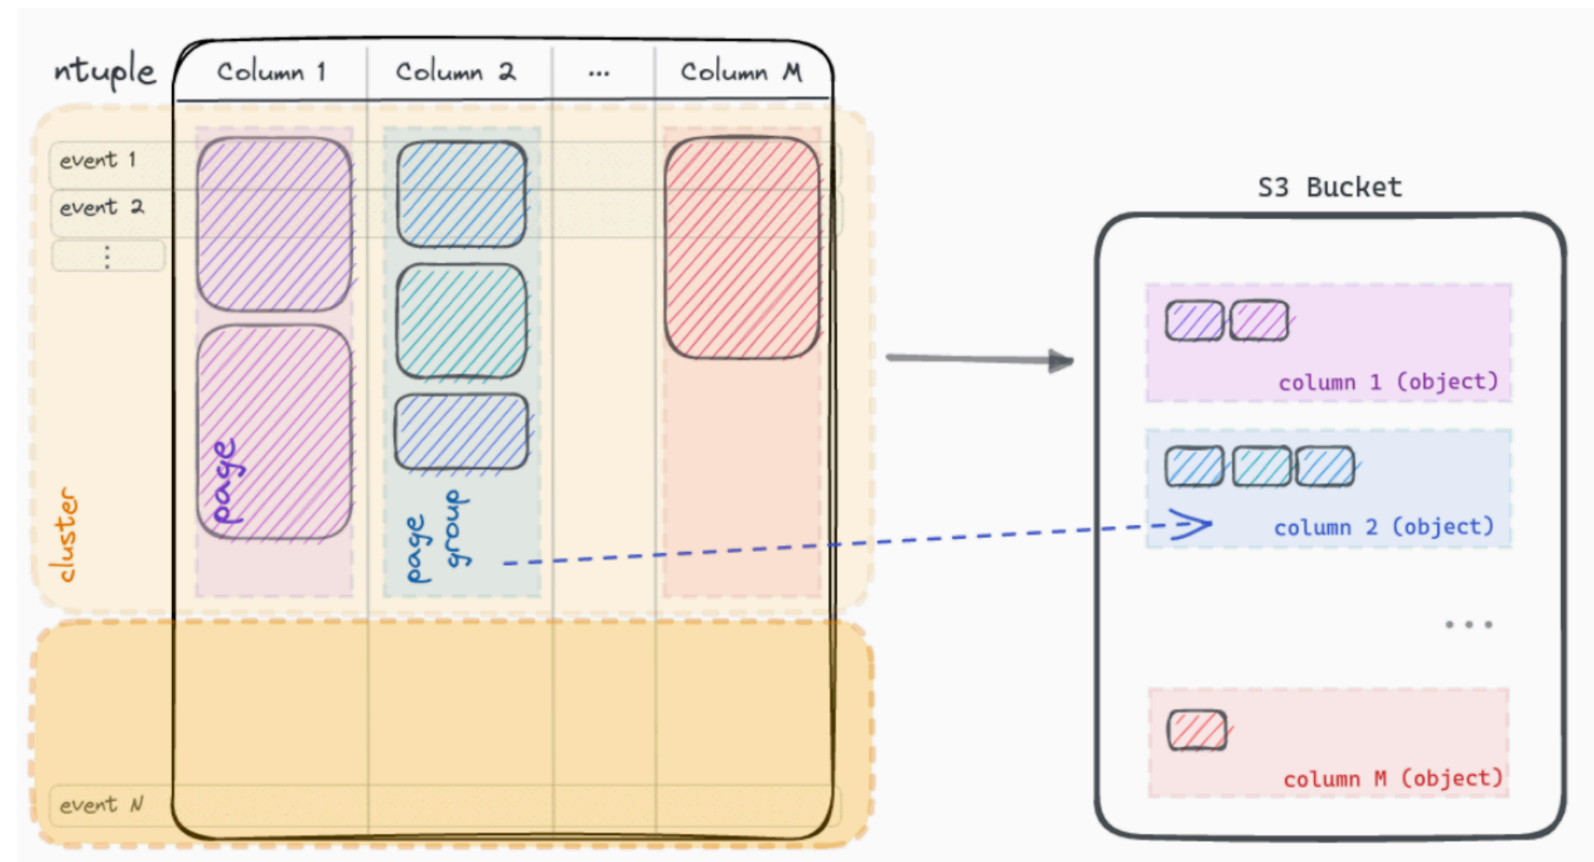 ntuple
Column 1
Column 2
...
Column M
event 1
event 2
⋮
cluster
page
page
group
event N
S3 Bucket
column 1 (object)
column 2 (object)
...
column M (object)